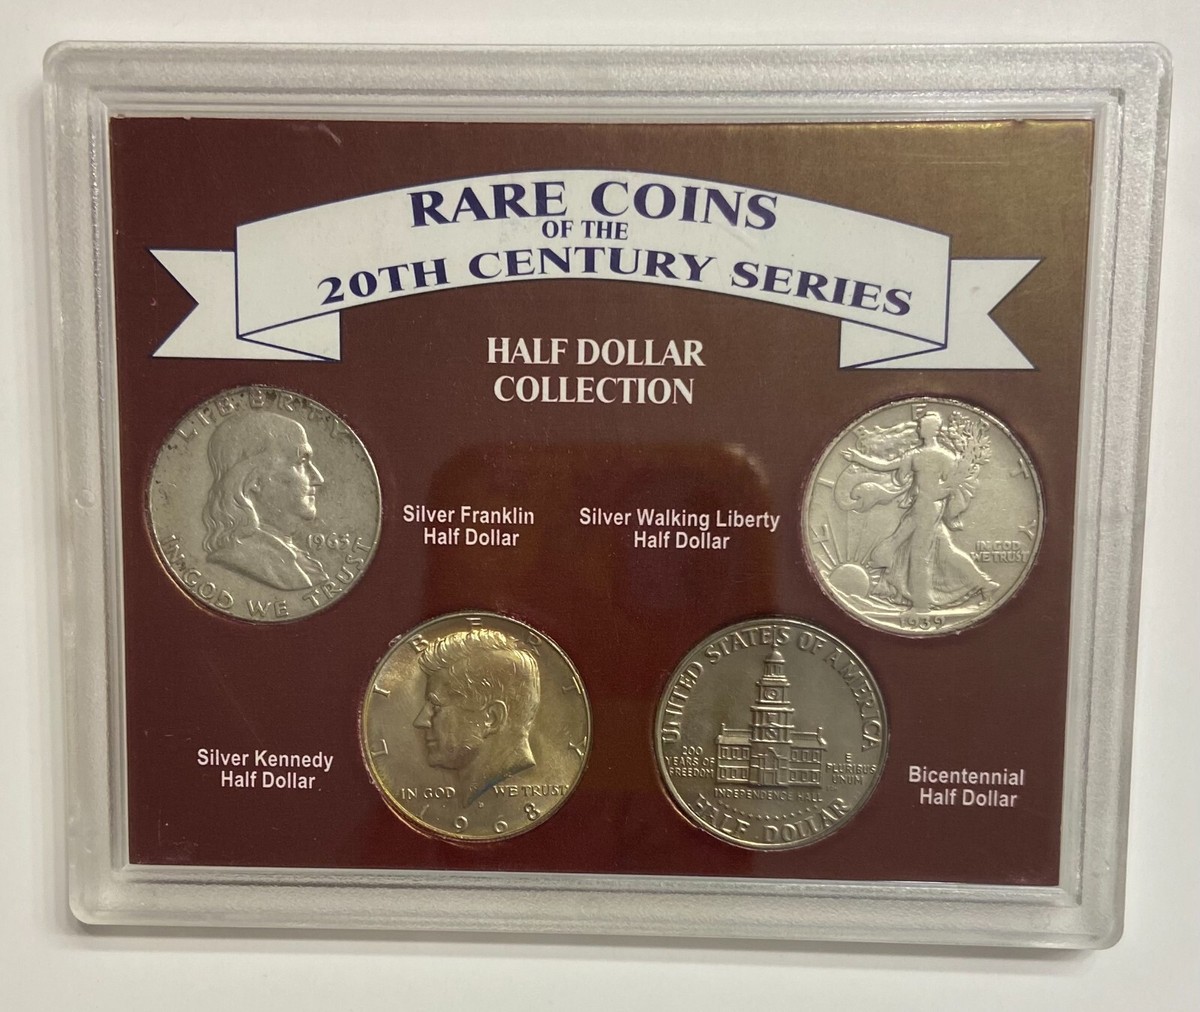 RARE COINS
OF THE
20TH CENTURY SERIES
HALF DOLLAR
COLLECTION
LIBERTY
1963
IN GOD WE TRUST
Silver Franklin
Half Dollar
Silver Walking Liberty
Half Dollar
LIBERTY
IN GOD
WE TRUST
1939
Silver Kennedy
Half Dollar
LIBERTY
IN GOD WE TRUST
1968
UNITED STATES OF AMERICA
200
YEARS OF
FREEDOM
E
PLURIBUS
UNUM
INDEPENDENCE HALL
HALF DOLLAR
Bicentennial
Half Dollar